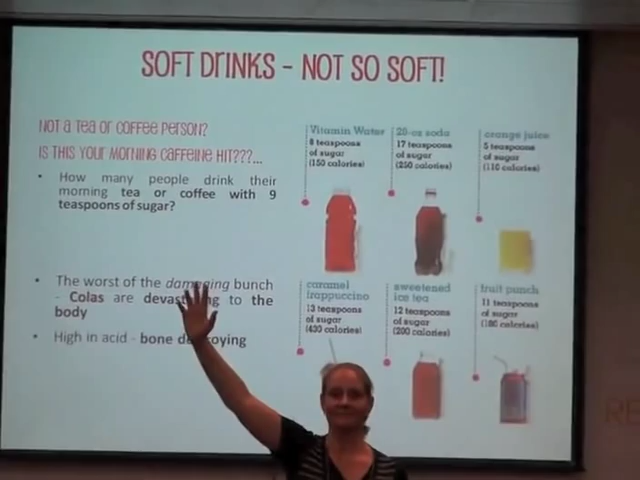 SOFT DRINKS - NOT SO SOFT!
NOT A TEA OR COFFEE PERSON?
IS THIS YOUR MORNING CAFFEINE HIT???...
• How many people drink their
morning tea or coffee with 9
teaspoons of sugar?
• The worst of the damaging bunch
- Colas are devastating to the
body
• High in acid - bone destroying
Vitamin Water
8 teaspoons
of sugar
(150 calories)
20-oz soda
17 teaspoons
of sugar
(250 calories)
orange juice
5 teaspoons
of sugar
(110 calories)
caramel
frappuccino
13 teaspoons
of sugar
(430 calories)
sweetened
ice tea
12 teaspoons
of sugar
(200 calories)
fruit punch
11 teaspoons
of sugar
(180 calories)
RE